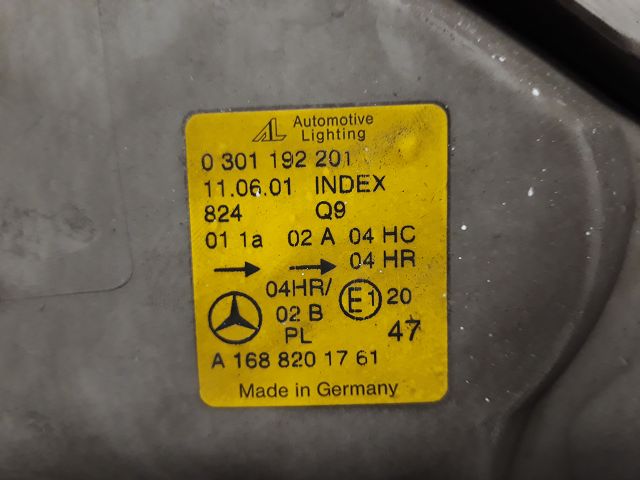 AL Automotive
Lighting
0 301 192 201
11.06.01 INDEX
824 Q9
01 1a 02 A 04 HC
04 HR
04HR/ E1 20
02 B
PL 47
A 168 820 17 61
Made in Germany